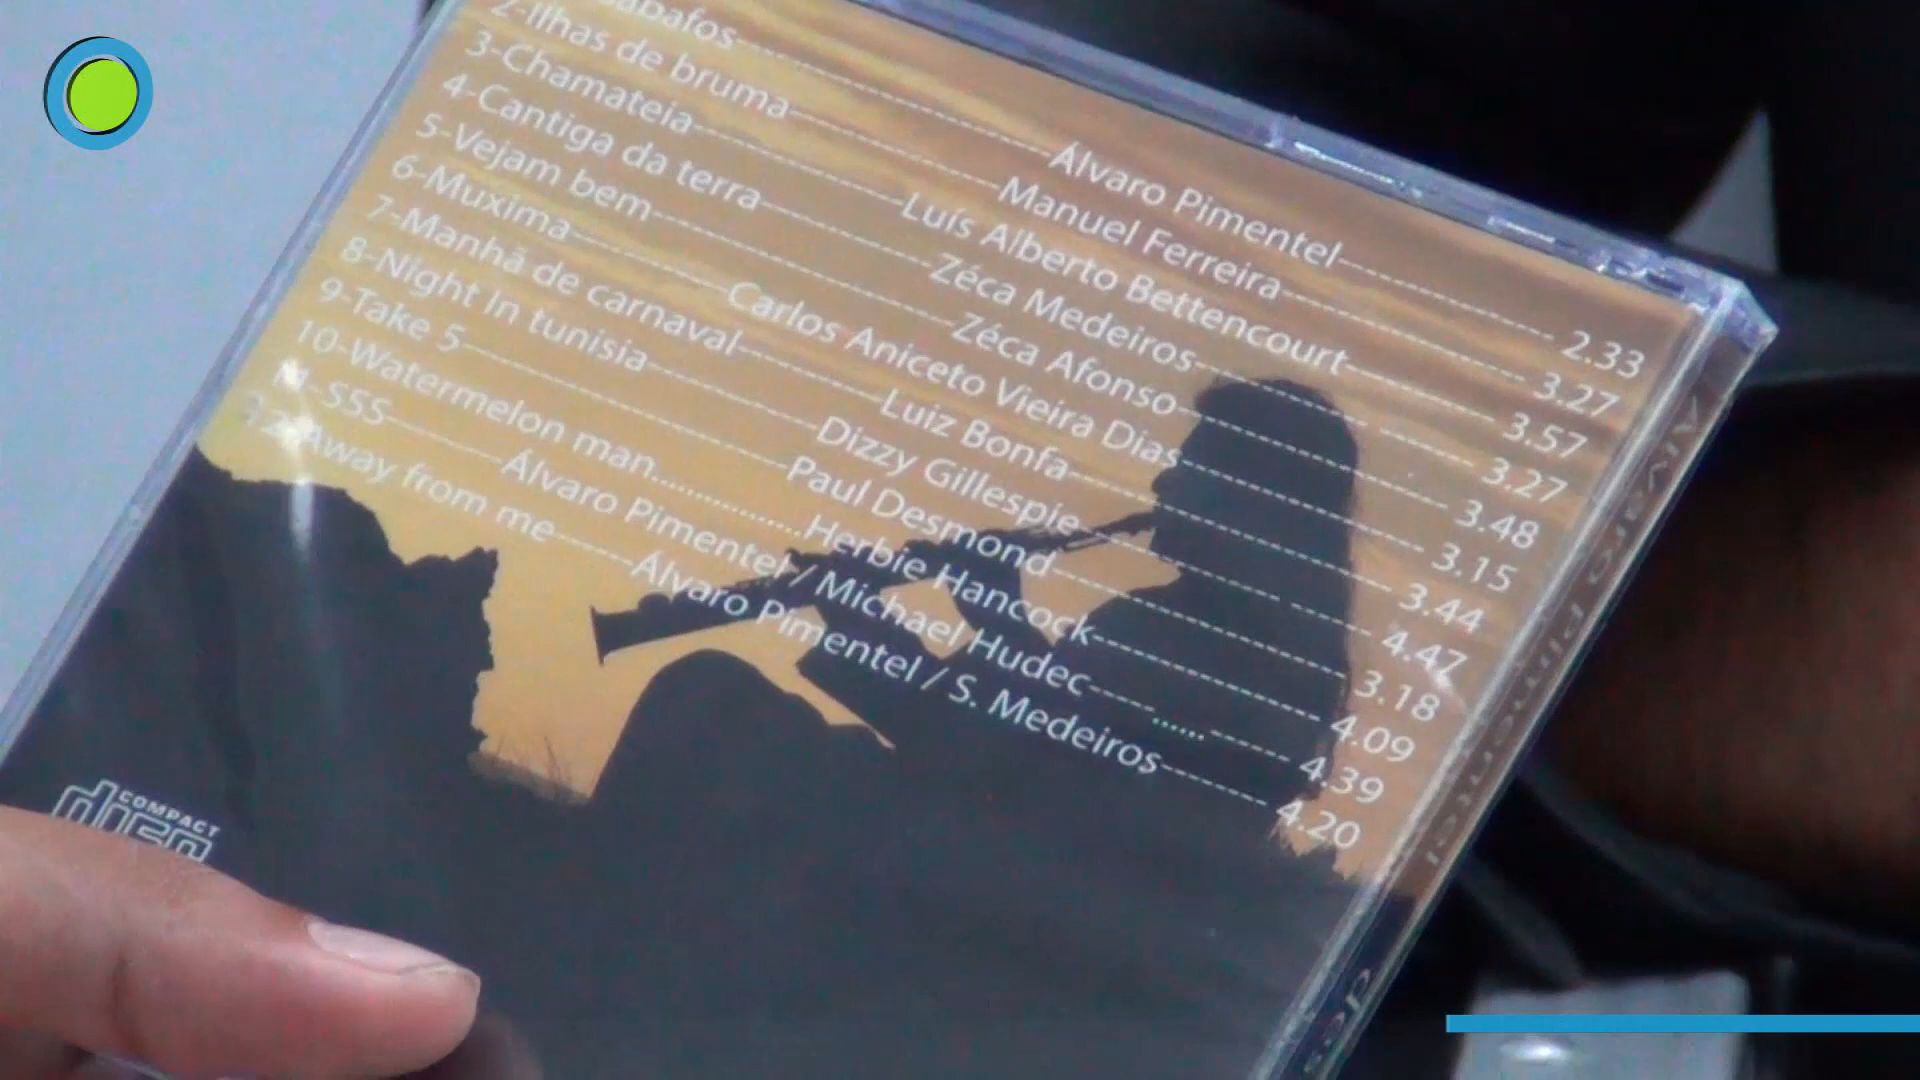 sabafos-----Álvaro Pimentel-----2.33
2-Ilhas de bruma-----Manuel Ferreira-----3.27
3-Chamateia-----Luís Alberto Bettencourt-----3.57
4-Cantiga da terra-----Zéca Medeiros-----3.27
5-Vejam bem-----Zéca Afonso-----3.48
6-Muxima-----Carlos Aniceto Vieira Dias-----3.15
7-Manhã de carnaval-----Luiz Bonfa-----3.44
8-Night In tunisia-----Dizzy Gillespie-----4.47
9-Take 5-----Paul Desmond-----3.18
10-Watermelon man.....Herbie Hancock-----4.09
11-SSS-----Álvaro Pimentel / Michael Hudec-----4.39
12-Away from me-----Álvaro Pimentel / S. Medeiros-----4.20
COMPACT
disc
Álvaro Pimentel